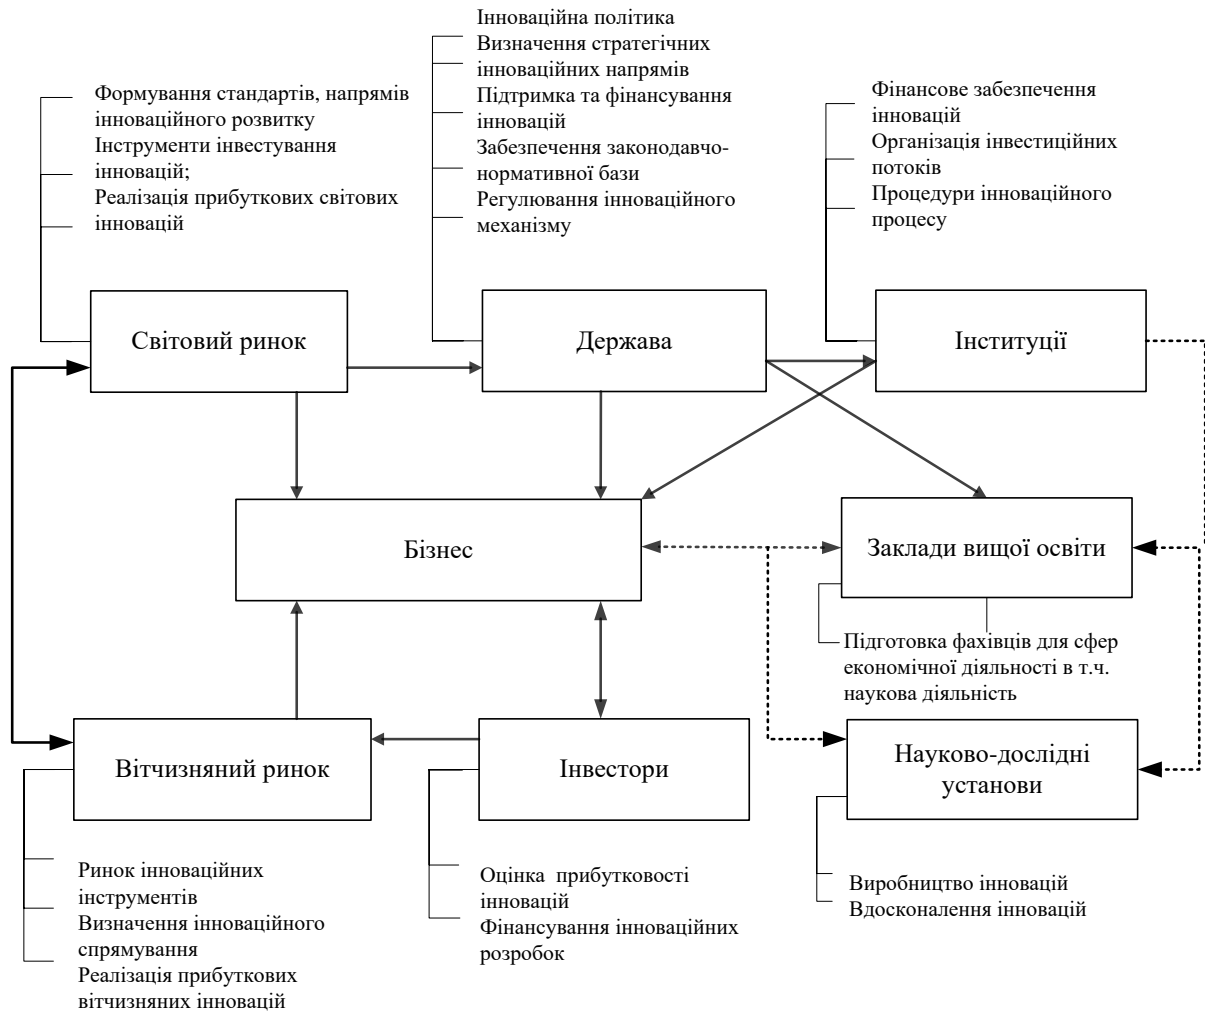 Інноваційна політика
Визначення стратегічних
інноваційних напрямів
Підтримка та фінансування
інновацій
Забезпечення законодавчо-
нормативної бази
Регулювання інноваційного
механізму
Формування стандартів, напрямів
інноваційного розвитку
Інструменти інвестування
інновацій;
Реалізація прибуткових світових
інновацій
Фінансове забезпечення
інновацій
Організація інвестиційних
потоків
Процедури інноваційного
процесу
Світовий ринок
Держава
Інституції
Бізнес
Заклади вищої освіти
Підготовка фахівців для сфер
економічної діяльності в т.ч.
наукова діяльність
Вітчизняний ринок
Інвестори
Науково-дослідні
установи
Ринок інноваційних
інструментів
Визначення інноваційного
спрямування
Реалізація прибуткових
вітчизняних інновацій
Оцінка прибутковості
інновацій
Фінансування інноваційних
розробок
Виробництво інновацій
Вдосконалення інновацій